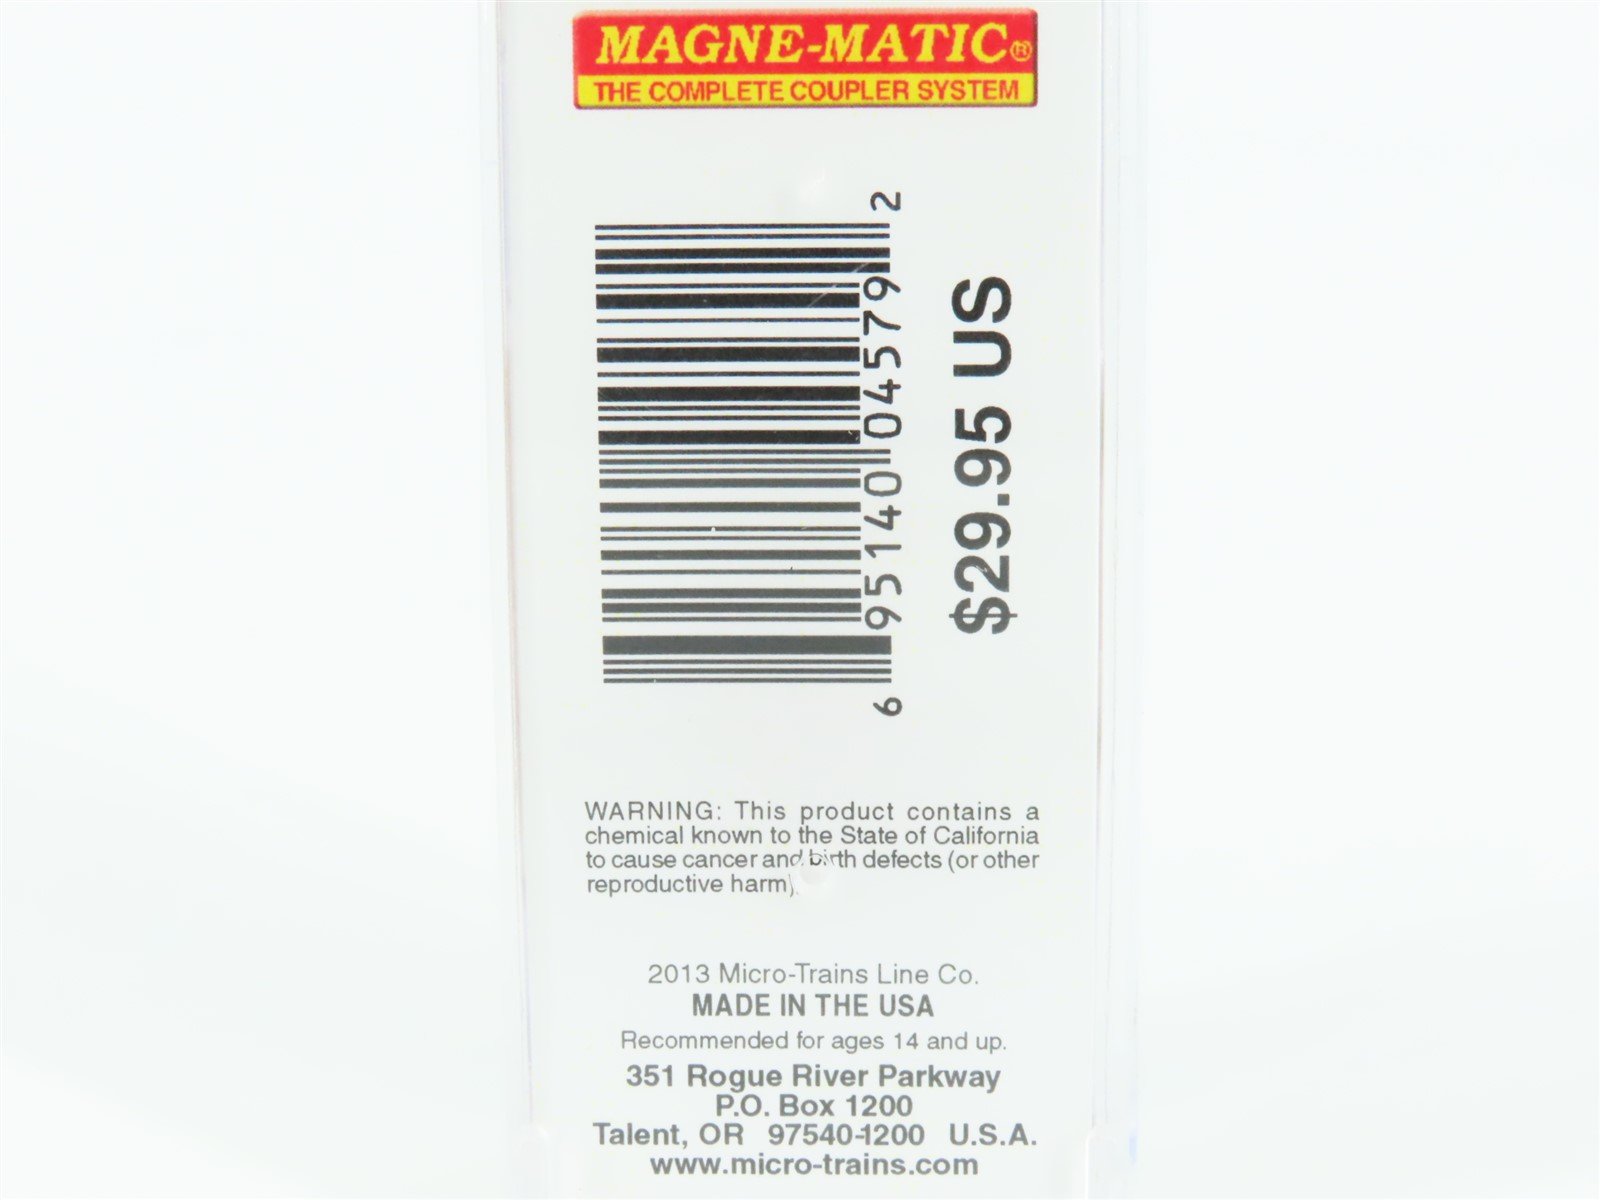 MAGNE-MATIC®
THE COMPLETE COUPLER SYSTEM
6 95140 04579 2
$29.95 US
WARNING: This product contains a
chemical known to the State of California
to cause cancer and birth defects (or other
reproductive harm)
2013 Micro-Trains Line Co.
MADE IN THE USA
Recommended for ages 14 and up.
351 Rogue River Parkway
P.O. Box 1200
Talent, OR 97540-1200 U.S.A.
www.micro-trains.com